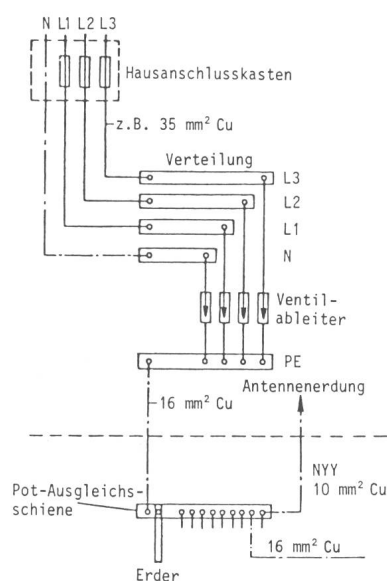 N L1 L2 L3
Hausanschlusskasten
z.B. 35 mm² Cu
Verteilung
L3
L2
L1
N
Ventil-
ableiter
PE
Antennenerdung
16 mm² Cu
NYY
10 mm² Cu
Pot-Ausgleichs-
schiene
16 mm² Cu
Erder